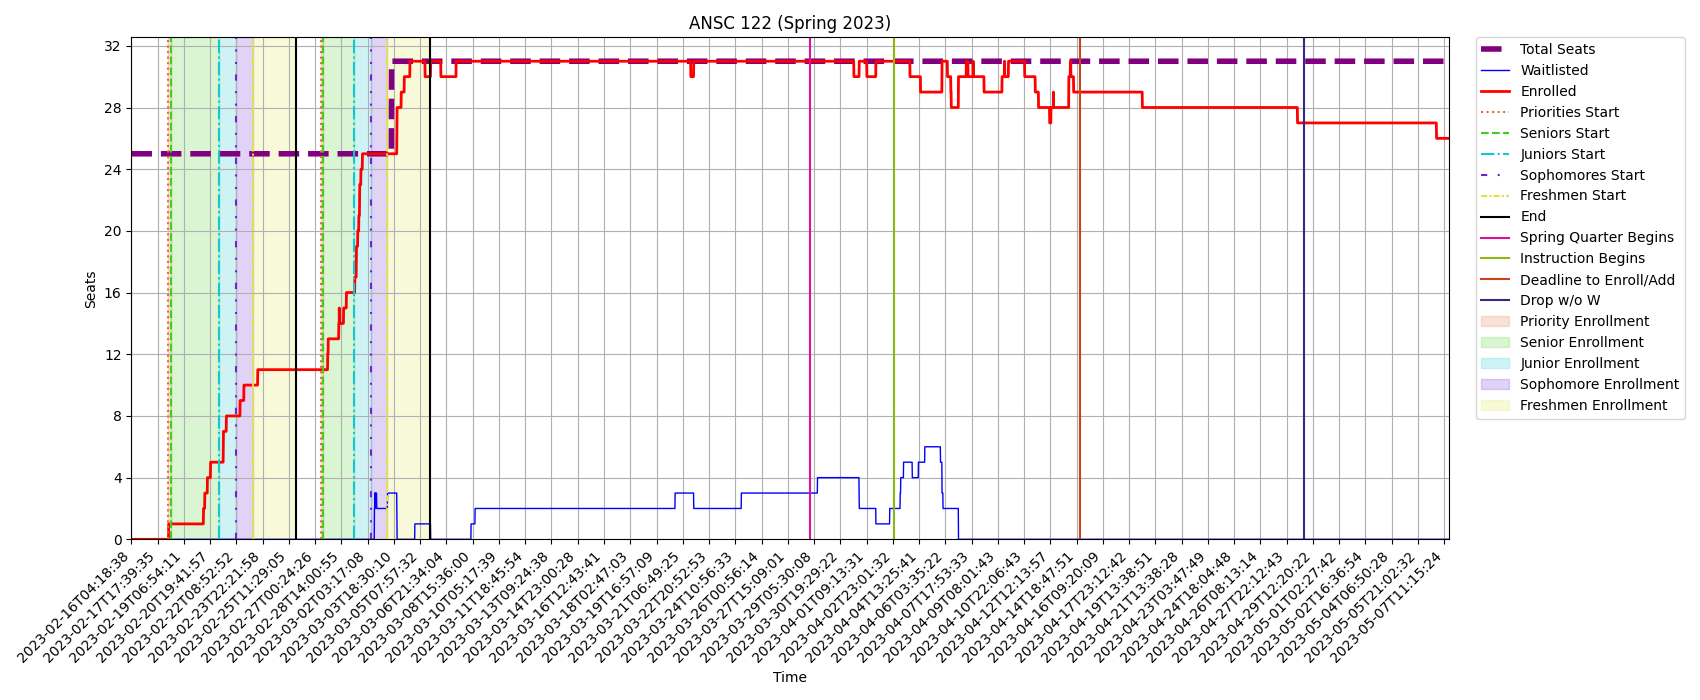 ANSC 122 (Spring 2023)
Seats
32
28
24
20
16
12
8
4
0
2023-02-16T04:18:38
2023-02-17T17:39:35
2023-02-19T06:54:11
2023-02-20T19:41:57
2023-02-22T08:52:52
2023-02-23T22:21:58
2023-02-25T11:29:05
2023-02-27T00:24:26
2023-02-28T14:00:55
2023-03-02T03:17:08
2023-03-03T18:30:10
2023-03-05T07:57:32
2023-03-06T21:34:04
2023-03-08T15:36:00
2023-03-10T05:17:39
2023-03-11T18:45:54
2023-03-13T09:24:38
2023-03-14T23:00:28
2023-03-16T12:43:41
2023-03-18T02:47:03
2023-03-19T16:57:09
2023-03-21T06:49:25
2023-03-22T20:52:53
2023-03-24T10:56:33
2023-03-26T00:56:14
2023-03-27T15:09:01
2023-03-29T05:30:08
2023-03-30T19:29:22
2023-04-01T09:13:31
2023-04-02T23:01:32
2023-04-04T13:25:41
2023-04-06T03:35:22
2023-04-07T17:53:33
2023-04-09T08:01:43
2023-04-10T22:06:43
2023-04-12T12:13:57
2023-04-14T18:47:51
2023-04-16T09:20:09
2023-04-17T23:12:42
2023-04-19T13:38:51
2023-04-21T13:38:28
2023-04-23T03:47:49
2023-04-24T18:04:48
2023-04-26T08:13:14
2023-04-27T22:12:43
2023-04-29T12:20:22
2023-05-01T02:27:42
2023-05-02T16:36:54
2023-05-04T06:50:28
2023-05-05T21:02:32
2023-05-07T11:15:24
Time
Total Seats
Waitlisted
Enrolled
Priorities Start
Seniors Start
Juniors Start
Sophomores Start
Freshmen Start
End
Spring Quarter Begins
Instruction Begins
Deadline to Enroll/Add
Drop w/o W
Priority Enrollment
Senior Enrollment
Junior Enrollment
Sophomore Enrollment
Freshmen Enrollment